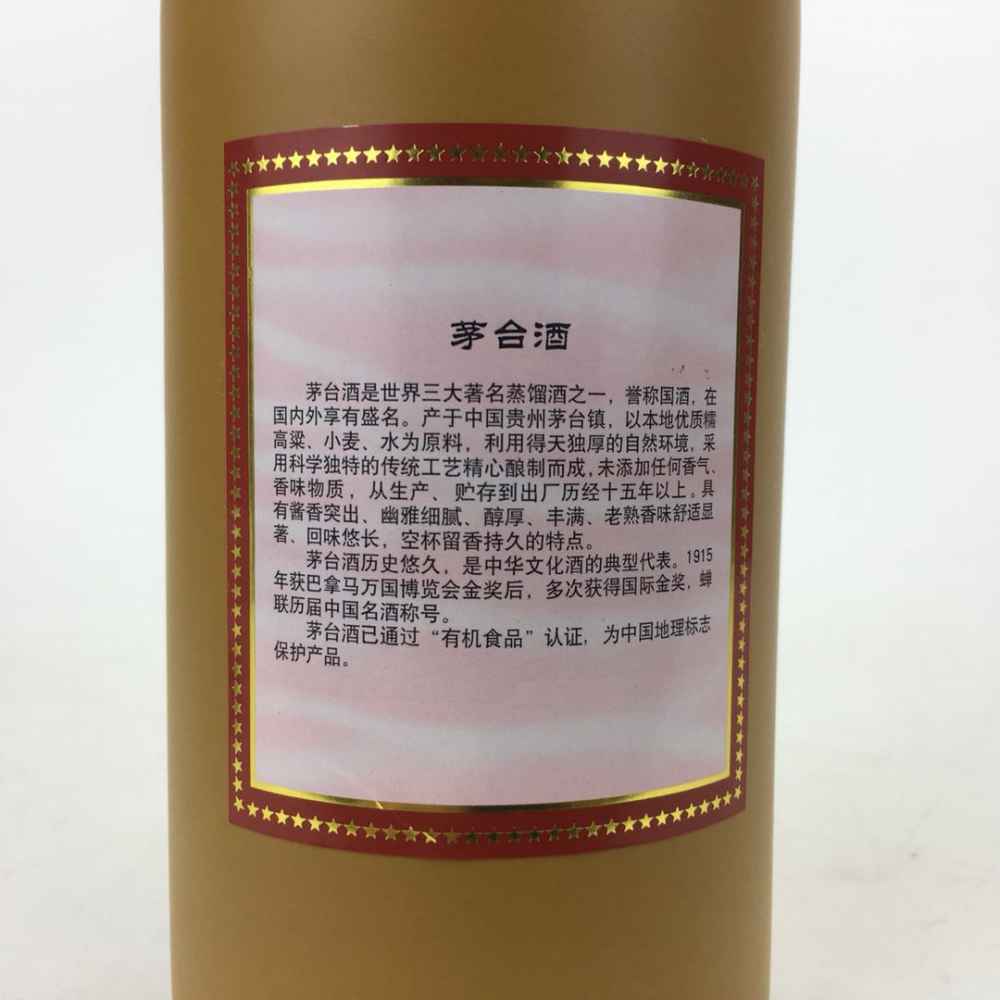 茅台酒
茅台酒是世界三大著名蒸馏酒之一，誉称国酒，在
国内外享有盛名。产于中国贵州茅台镇，以本地优质糯
高粱、小麦、水为原料，利用得天独厚的自然环境，采
用科学独特的传统工艺精心酿制而成，未添加任何香气、
香味物质，从生产、贮存到出厂历经十五年以上。具
有酱香突出、幽雅细腻、醇厚、丰满、老熟香味舒适显
著、回味悠长，空杯留香持久的特点。
茅台酒历史悠久，是中华文化酒的典型代表。1915
年获巴拿马万国博览会金奖后，多次获得国际金奖，蝉
联历届中国名酒称号。
茅台酒已通过“有机食品”认证，为中国地理标志
保护产品。